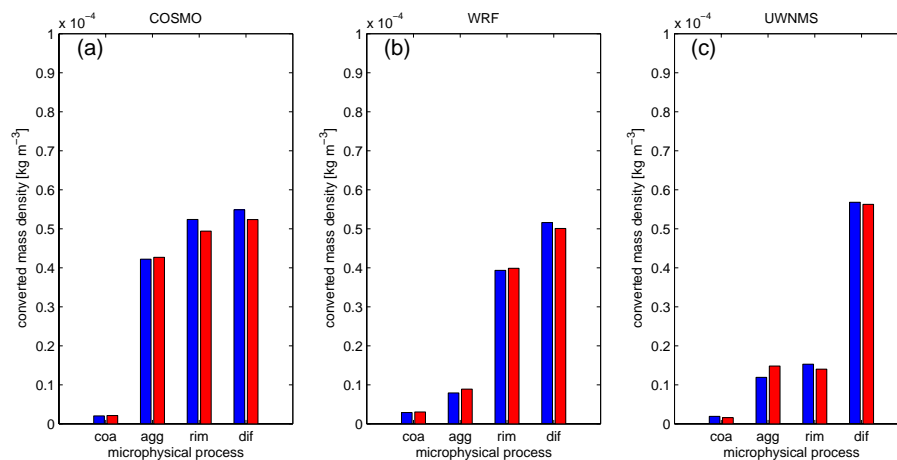 COSMO
x 10⁻⁴
(a)
1
0.9
0.8
0.7
0.6
0.5
0.4
0.3
0.2
0.1
0
converted mass density [kg m⁻³]
coa agg rim dif
microphysical process
WRF
x 10⁻⁴
(b)
1
0.9
0.8
0.7
0.6
0.5
0.4
0.3
0.2
0.1
0
converted mass density [kg m⁻³]
coa agg rim dif
microphysical process
UWNMS
x 10⁻⁴
(c)
1
0.9
0.8
0.7
0.6
0.5
0.4
0.3
0.2
0.1
0
converted mass density [kg m⁻³]
coa agg rim dif
microphysical process